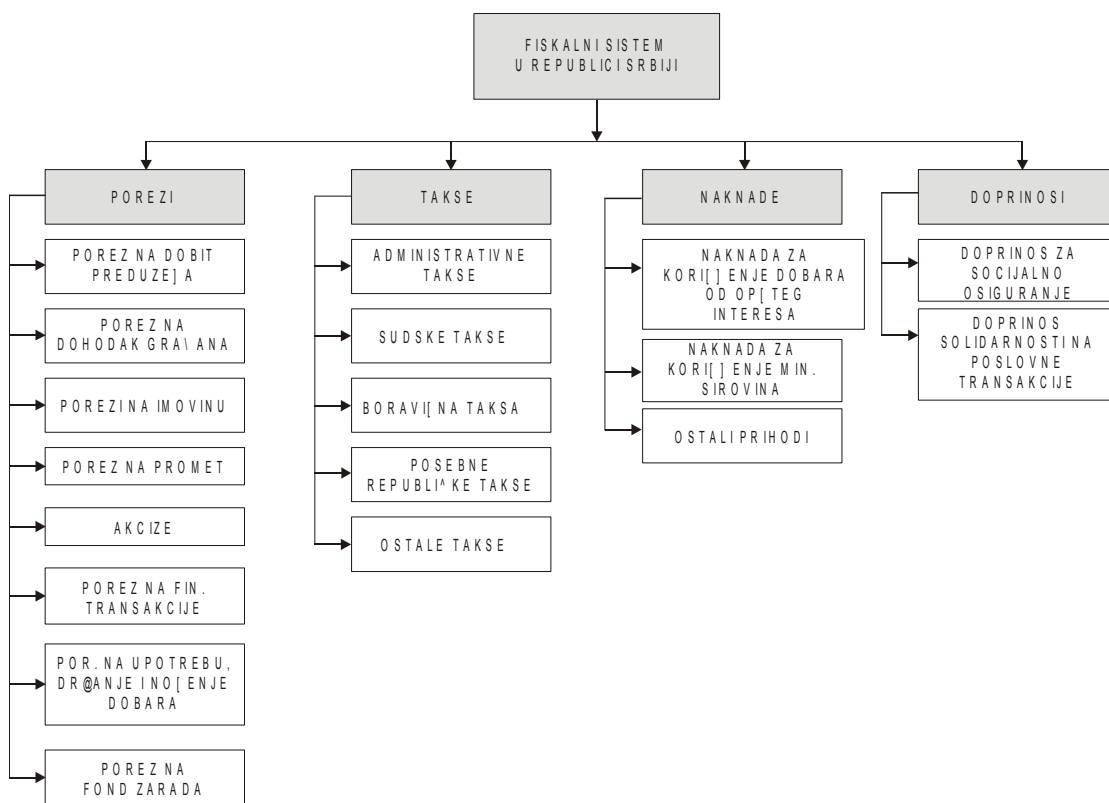 FISKALNI SISTEM
U REPUBLICI SRBIJI
POREZI
POREZ NA DOBIT
PREDUZE]A
POREZ NA
DOHODAK GRA\ANA
POREZI NA IMOVINU
POREZ NA PROMET
AKCIZE
POREZ NA FIN.
TRANSAKCIJE
POR. NA UPOTREBU,
DR@ANJE I NO[ENJE
DOBARA
POREZ NA
FOND ZARADA
TAKSE
ADMINISTRATIVNE
TAKSE
SUDSKE TAKSE
BORAVI[NA TAKSA
POSEBNE
REPUBLI^KE TAKSE
OSTALE TAKSE
NAKNADE
NAKNADA ZA
KORI[]ENJE DOBARA
OD OP[TEG
INTERESA
NAKNADA ZA
KORI[]ENJE MIN.
SIROVINA
OSTALI PRIHODI
DOPRINOSI
DOPRINOS ZA
SOCIJALNO
OSIGURANJE
DOPRINOS
SOLIDARNOSTI NA
POSLOVNE
TRANSAKCIJE